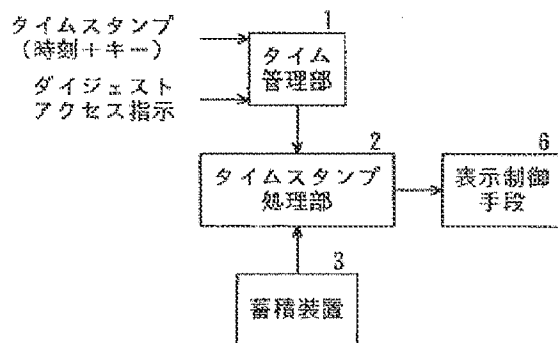 タイムスタンプ
(時刻+キー)
ダイジェスト
アクセス指示
1
タイム
管理部
2
タイムスタンプ
処理部
6
表示制御
手段
3
蓄積装置